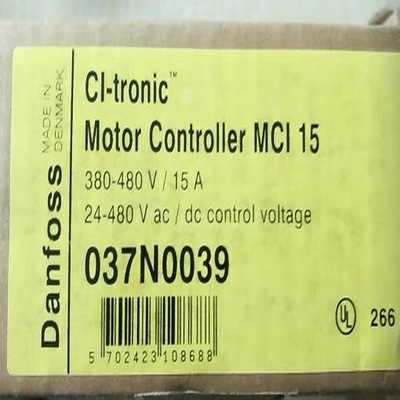 Danfoss
MADE IN
DENMARK
CI-tronic™
Motor Controller MCI 15
380-480 V / 15 A
24-480 V ac / dc control voltage
037N0039
5 702423 108688
UL
266